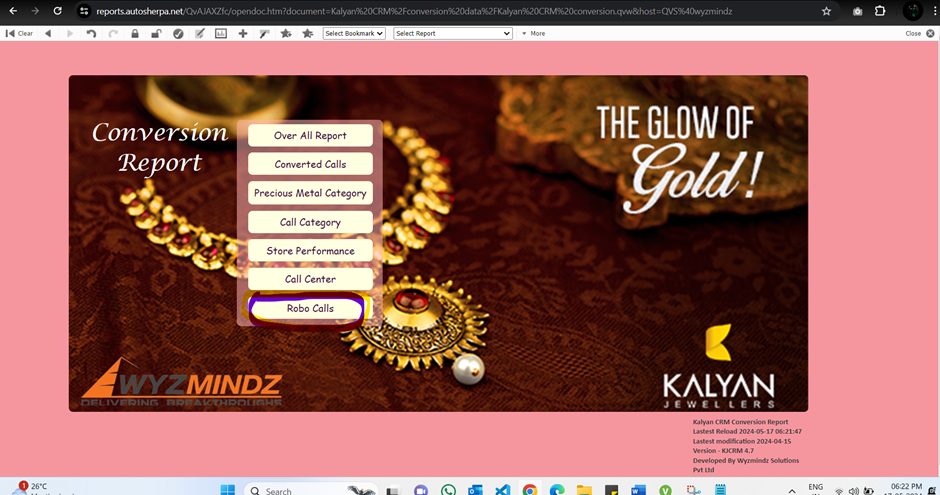 reports.autosherpa.net/QvAJAXZfc/opendoc.htm?document=Kalyan%20CRM%2Fconversion%20data%2FKalyan%20CRM%20conversion.qvw&host=QVS%40wyzmindz
Clear
Select Bookmark
Select Report
More
Close
Conversion
Report
Over All Report
Converted Calls
Precious Metal Category
Call Category
Store Performance
Call Center
Robo Calls
THE GLOW OF
Gold!
WYZMINDZ
DELIVERING BREAKTHROUGHS
KALYAN
JEWELLERS
Kalyan CRM Conversion Report
Lastest Reload 2024-05-17 06:21:47
Lastest modification 2024-04-15
Version - KJCRM 4.7
Developed By Wyzmindz Solutions
Pvt Ltd
1
26°C
Search
ENG
06:22 PM